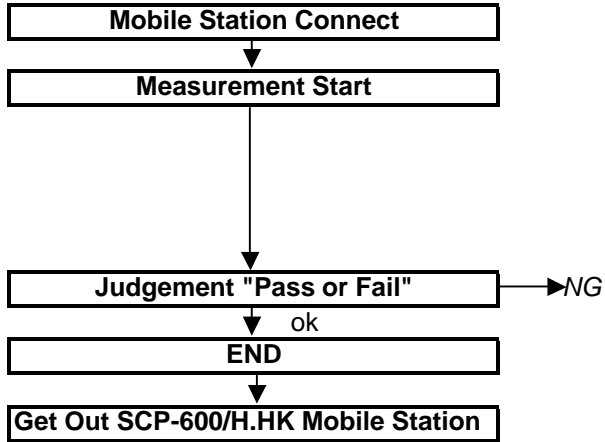 Mobile Station Connect
Measurement Start
Judgement "Pass or Fail"
NG
ok
END
Get Out SCP-600/H.HK Mobile Station